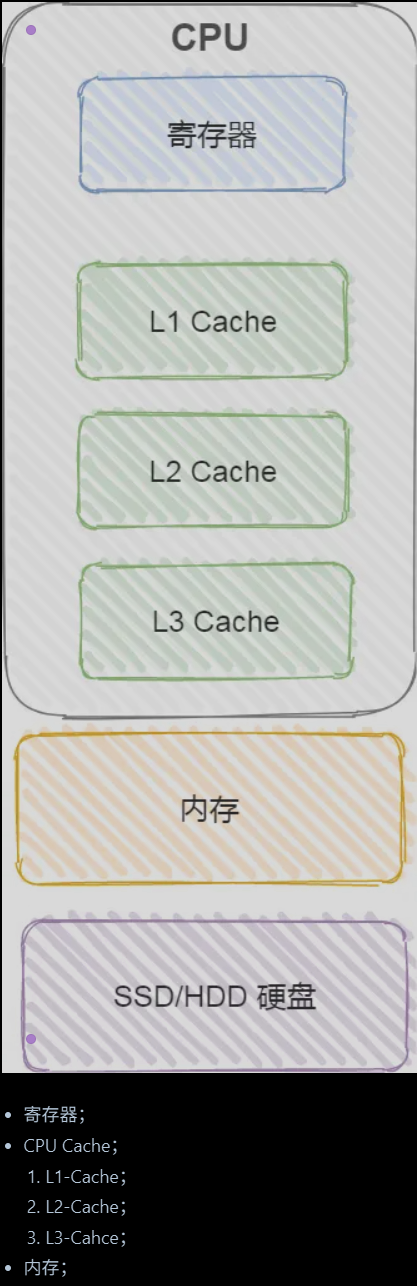 CPU
寄存器
L1 Cache
L2 Cache
L3 Cache
内存
SSD/HDD 硬盘
• 寄存器；
• CPU Cache；
1. L1-Cache；
2. L2-Cache；
3. L3-Cahce；
• 内存；